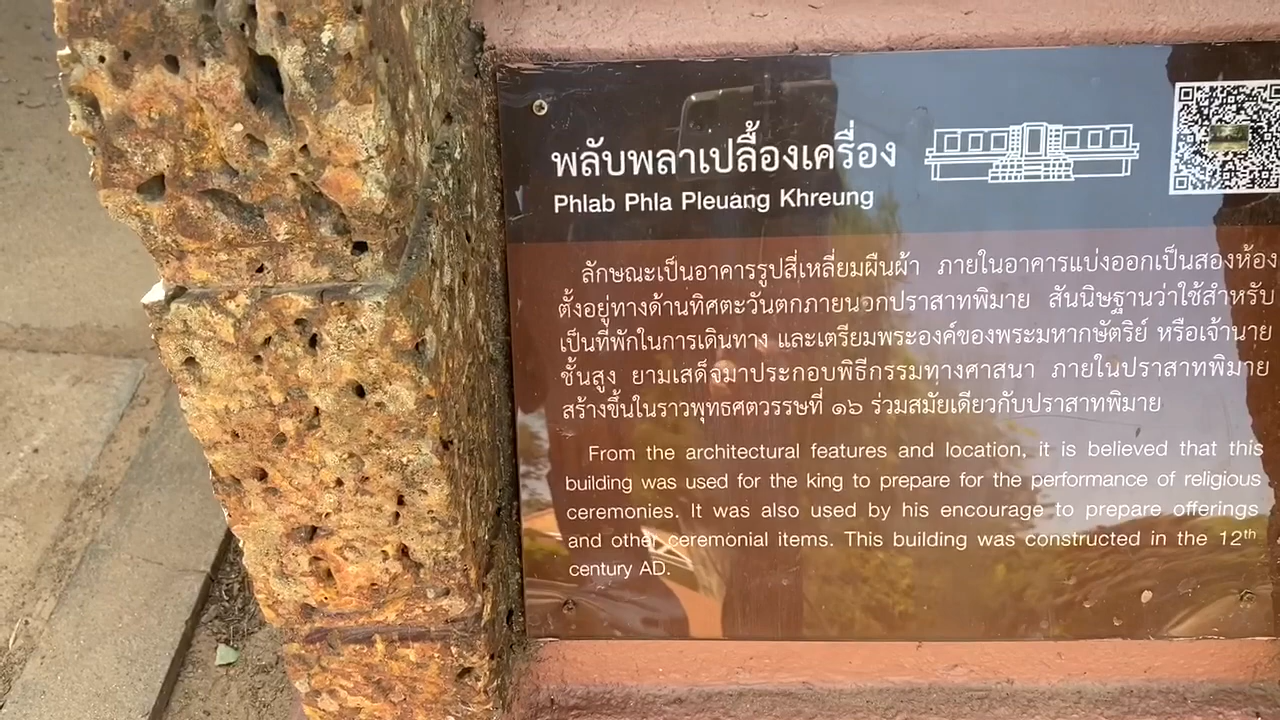 พลับพลาเปลื้องเครื่อง
Phlab Phla Pleuang Khreung
ลักษณะเป็นอาคารรูปสี่เหลี่ยมผืนผ้า ภายในอาคารแบ่งออกเป็นสองห้อง
ตั้งอยู่ทางด้านทิศตะวันตกภายนอกปราสาทพิมาย สันนิษฐานว่าใช้สำหรับ
เป็นที่พักในการเดินทาง และเตรียมพระองค์ของพระมหากษัตริย์ หรือเจ้านาย
ชั้นสูง ยามเสด็จมาประกอบพิธีกรรมทางศาสนา ภายในปราสาทพิมาย
สร้างขึ้นในราวพุทธศตวรรษที่ ๑๖ ร่วมสมัยเดียวกับปราสาทพิมาย
From the architectural features and location, it is believed that this
building was used for the king to prepare for the performance of religious
ceremonies. It was also used by his encourage to prepare offerings
and other ceremonial items. This building was constructed in the 12th
century AD.